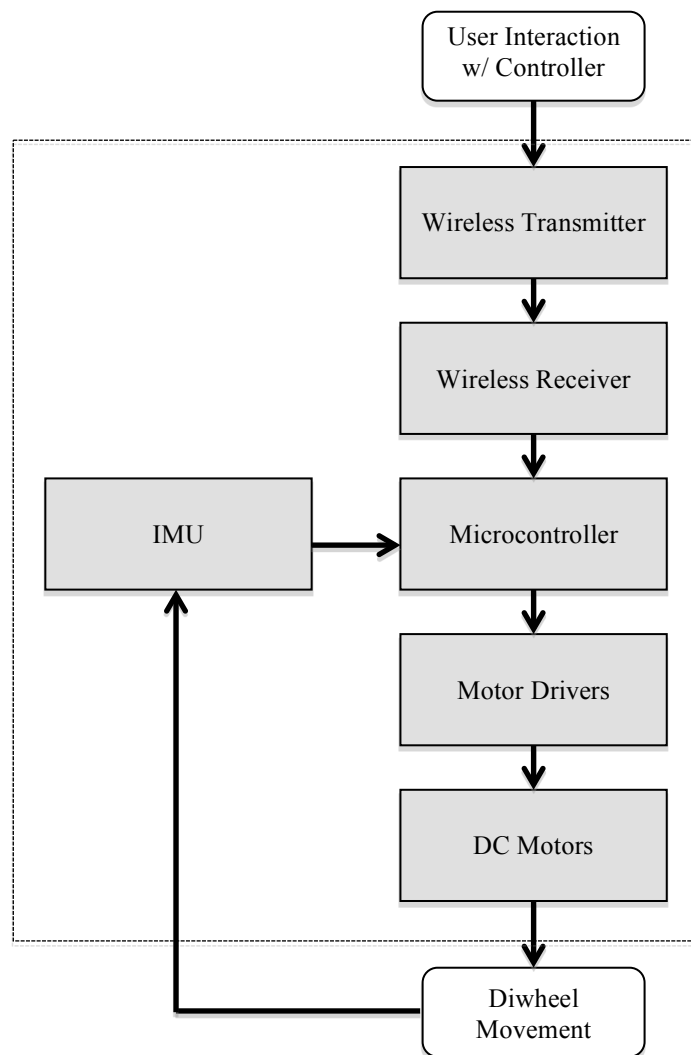 User Interaction
w/ Controller
Wireless Transmitter
Wireless Receiver
IMU
Microcontroller
Motor Drivers
DC Motors
Diwheel
Movement